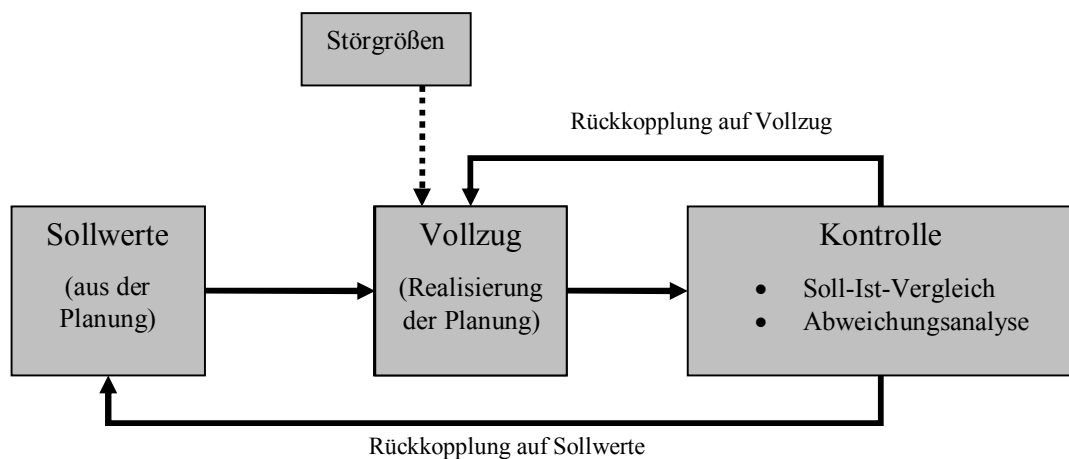 Störgrößen
Rückkopplung auf Vollzug
Sollwerte
(aus der
Planung)
Vollzug
(Realisierung
der Planung)
Kontrolle
• Soll-Ist-Vergleich
• Abweichungsanalyse
Rückkopplung auf Sollwerte